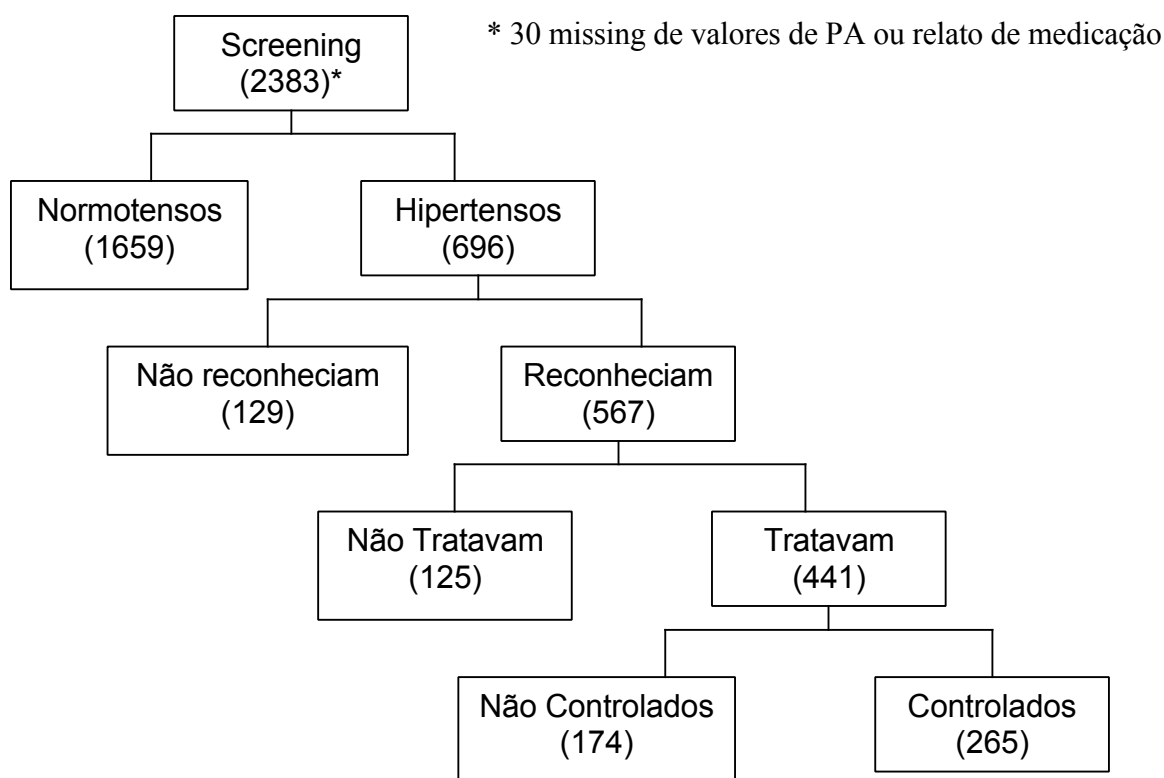 Screening
(2383)*
* 30 missing de valores de PA ou relato de medicação
Normotensos
(1659)
Hipertensos
(696)
Não reconheciam
(129)
Reconheciam
(567)
Não Tratavam
(125)
Tratavam
(441)
Não Controlados
(174)
Controlados
(265)